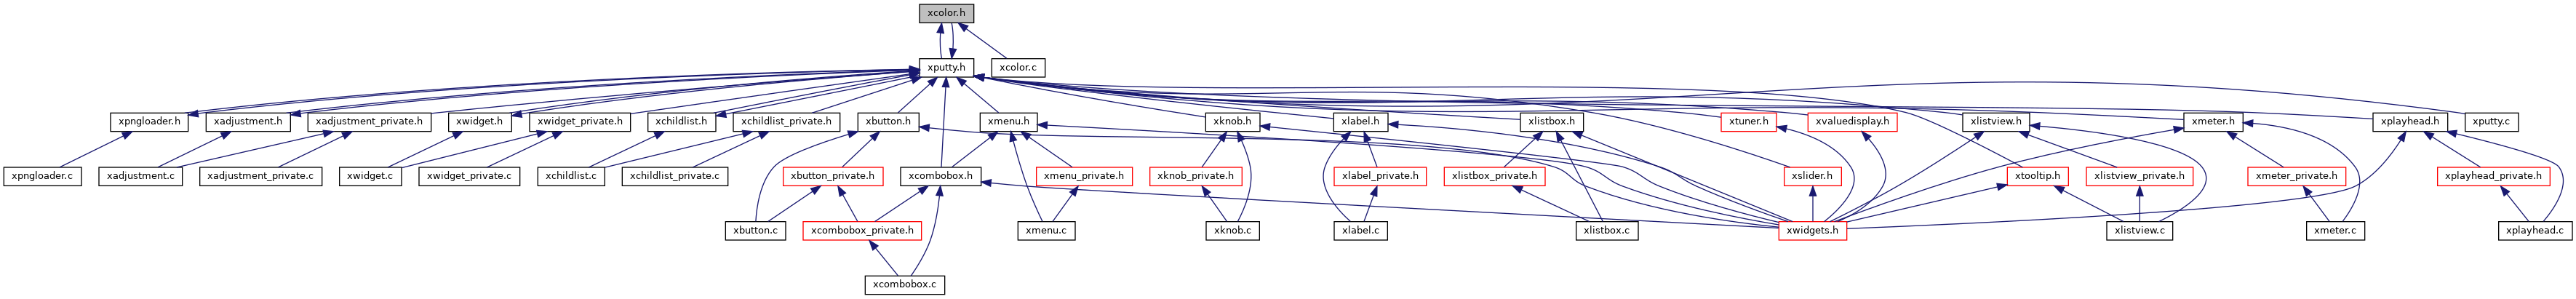 xcolor.h
xputty.h
xcolor.c
xpngloader.h
xadjustment.h
xadjustment_private.h
xwidget.h
xwidget_private.h
xchildlist.h
xchildlist_private.h
xbutton.h
xmenu.h
xknob.h
xlabel.h
xlistbox.h
xtuner.h
xvaluedisplay.h
xlistview.h
xmeter.h
xplayhead.h
xputty.c
xpngloader.c
xadjustment.c
xadjustment_private.c
xwidget.c
xwidget_private.c
xchildlist.c
xchildlist_private.c
xbutton_private.h
xcombobox.h
xmenu_private.h
xknob_private.h
xlabel_private.h
xlistbox_private.h
xslider.h
xtooltip.h
xlistview_private.h
xmeter_private.h
xplayhead_private.h
xbutton.c
xcombobox_private.h
xmenu.c
xknob.c
xlabel.c
xlistbox.c
xwidgets.h
xlistview.c
xmeter.c
xplayhead.c
xcombobox.c